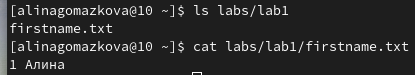 [alinagomazkova@10 ~]$ ls labs/lab1
firstname.txt
[alinagomazkova@10 ~]$ cat labs/lab1/firstname.txt
1 Алина